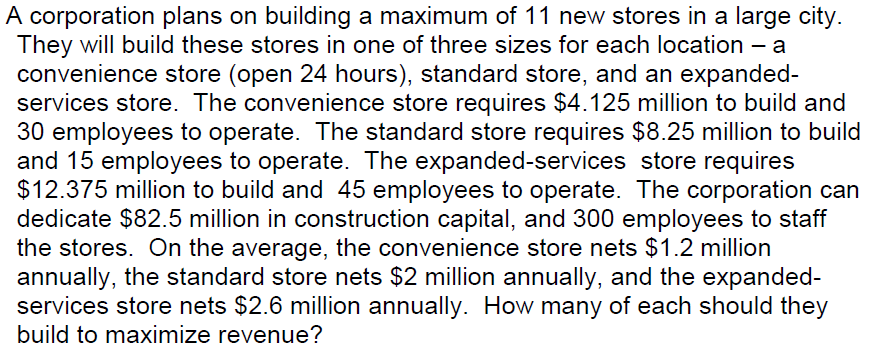 A corporation plans on building a maximum of 11 new stores in a large city.
They will build these stores in one of three sizes for each location – a
convenience store (open 24 hours), standard store, and an expanded-
services store.  The convenience store requires $4.125 million to build and
30 employees to operate.  The standard store requires $8.25 million to build
and 15 employees to operate.  The expanded-services  store requires
$12.375 million to build and  45 employees to operate.  The corporation can
dedicate $82.5 million in construction capital, and 300 employees to staff
the stores.  On the average, the convenience store nets $1.2 million
annually, the standard store nets $2 million annually, and the expanded-
services store nets $2.6 million annually.  How many of each should they
build to maximize revenue?